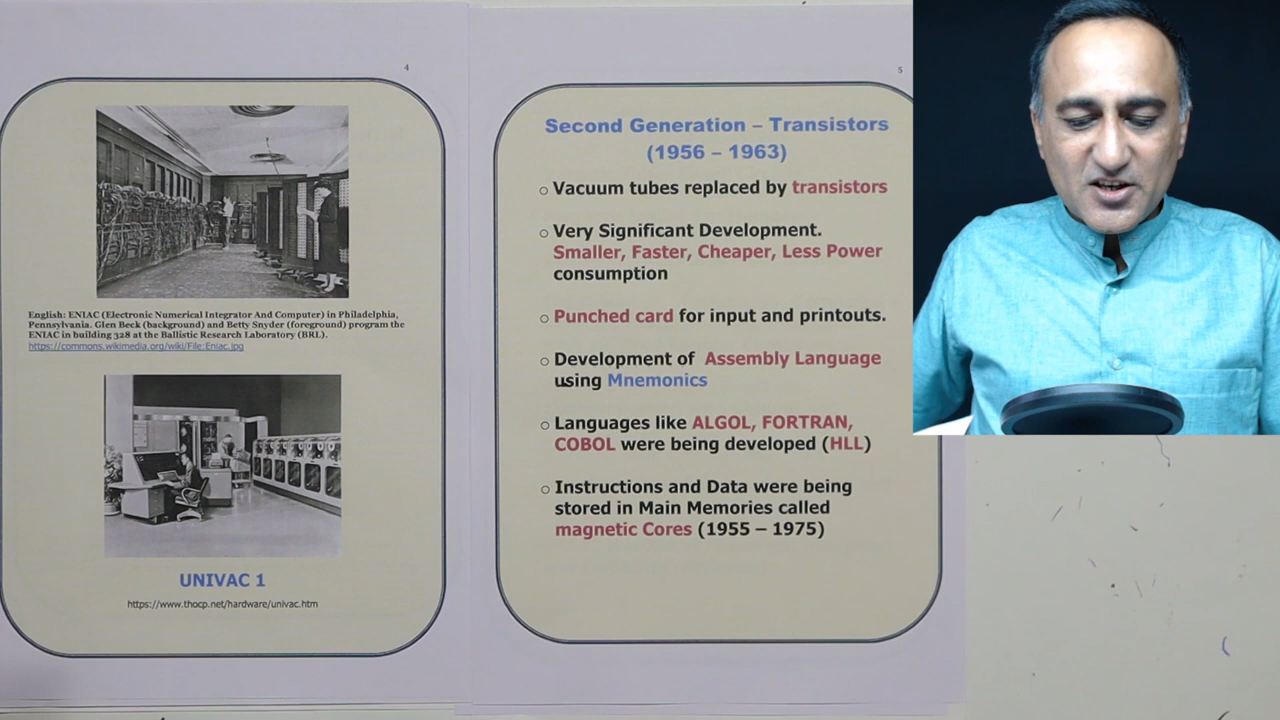 4
English: ENIAC (Electronic Numerical Integrator And Computer) in Philadelphia,
Pennsylvania. Glen Beck (background) and Betty Snyder (foreground) program the
ENIAC in building 328 at the Ballistic Research Laboratory (BRL).
https://commons.wikimedia.org/wiki/File:Eniac.jpg
UNIVAC 1
https://www.thocp.net/hardware/univac.htm
5
Second Generation – Transistors
(1956 – 1963)
Vacuum tubes replaced by transistors
Very Significant Development.
Smaller, Faster, Cheaper, Less Power
consumption
Punched card for input and printouts.
Development of Assembly Language
using Mnemonics
Languages like ALGOL, FORTRAN,
COBOL were being developed (HLL)
Instructions and Data were being
stored in Main Memories called
magnetic Cores (1955 – 1975)